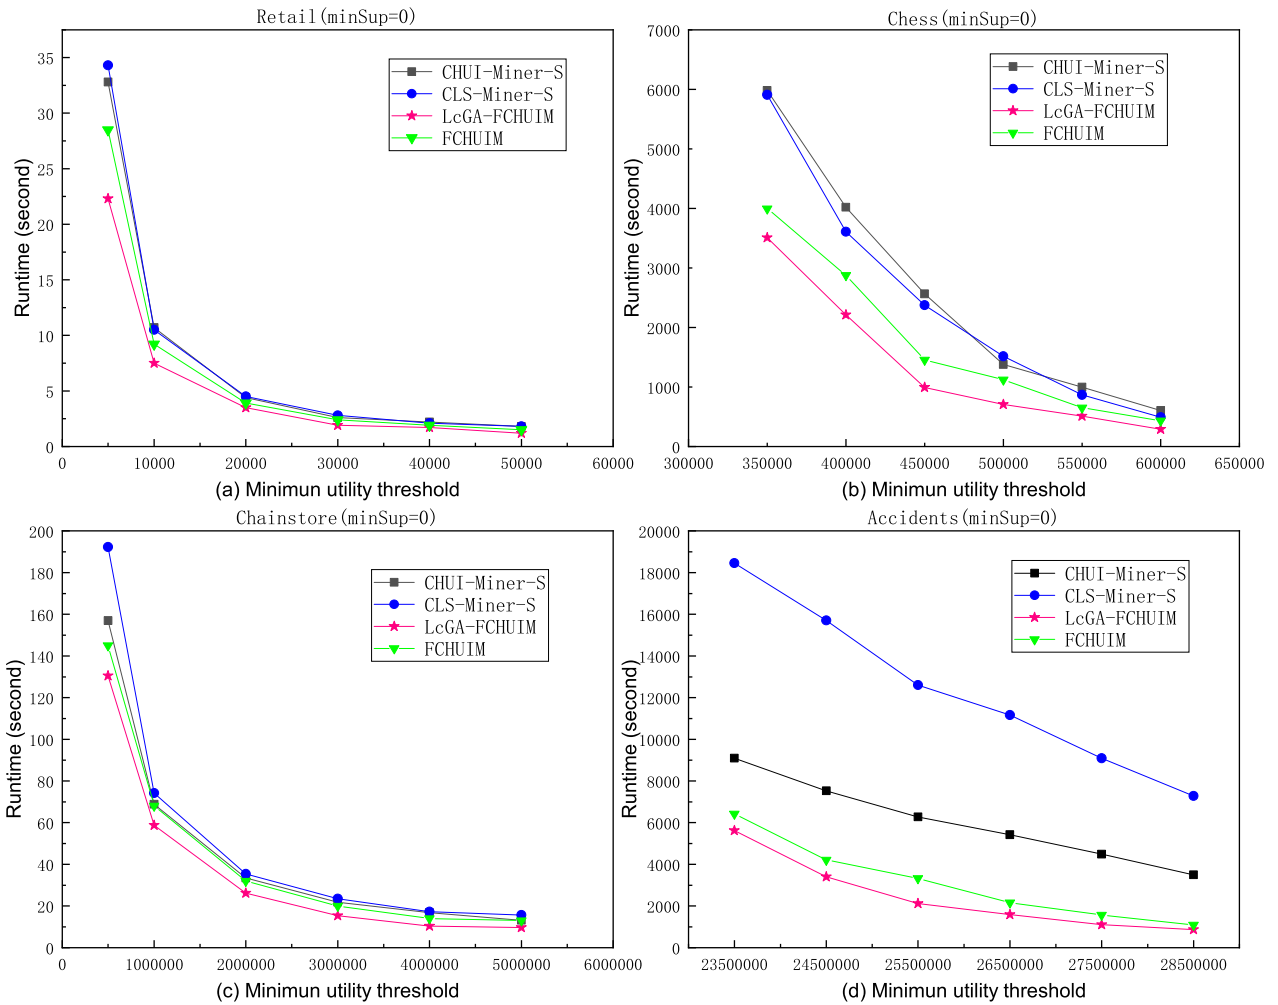 Retail(minSup=0)
35
30
25
20
15
10
5
0
Runtime (second)
CHUI-Miner-S
CLS-Miner-S
LcGA-FCHUIM
FCHUIM
0 10000 20000 30000 40000 50000 60000
(a) Minimun utility threshold
Chess(minSup=0)
7000
6000
5000
4000
3000
2000
1000
0
Runtime (second)
CHUI-Miner-S
CLS-Miner-S
LcGA-FCHUIM
FCHUIM
300000 350000 400000 450000 500000 550000 600000 650000
(b) Minimun utility threshold
Chainstore(minSup=0)
200
180
160
140
120
100
80
60
40
20
0
Runtime (second)
CHUI-Miner-S
CLS-Miner-S
LcGA-FCHUIM
FCHUIM
0 1000000 2000000 3000000 4000000 5000000 6000000
(c) Minimun utility threshold
Accidents(minSup=0)
20000
18000
16000
14000
12000
10000
8000
6000
4000
2000
0
Runtime (second)
CHUI-Miner-S
CLS-Miner-S
LcGA-FCHUIM
FCHUIM
23500000 24500000 25500000 26500000 27500000 28500000
(d) Minimun utility threshold